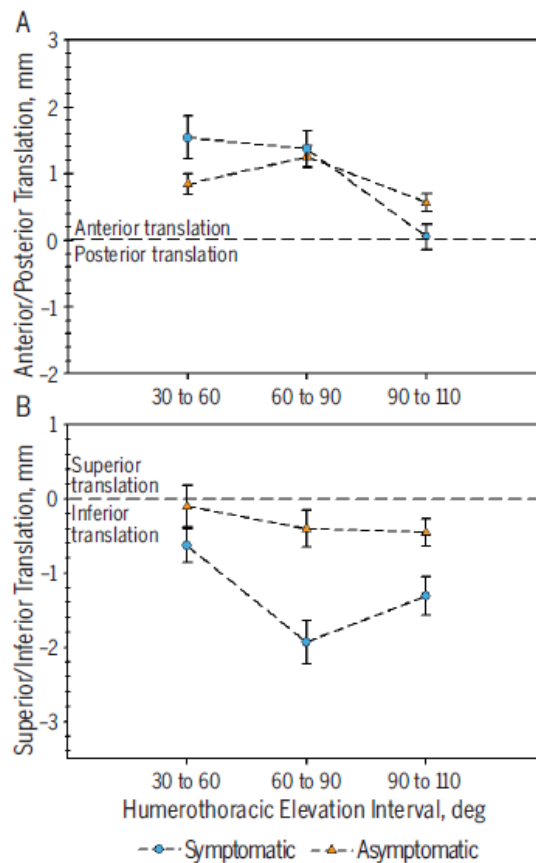 A
Anterior/Posterior Translation, mm
3
2
1
0
–1
–2
Anterior translation
Posterior translation
30 to 60 60 to 90 90 to 110
B
Superior/Inferior Translation, mm
1
0
–1
–2
–3
Superior
translation
Inferior
translation
30 to 60 60 to 90 90 to 110
Humerothoracic Elevation Interval, deg
Symptomatic Asymptomatic